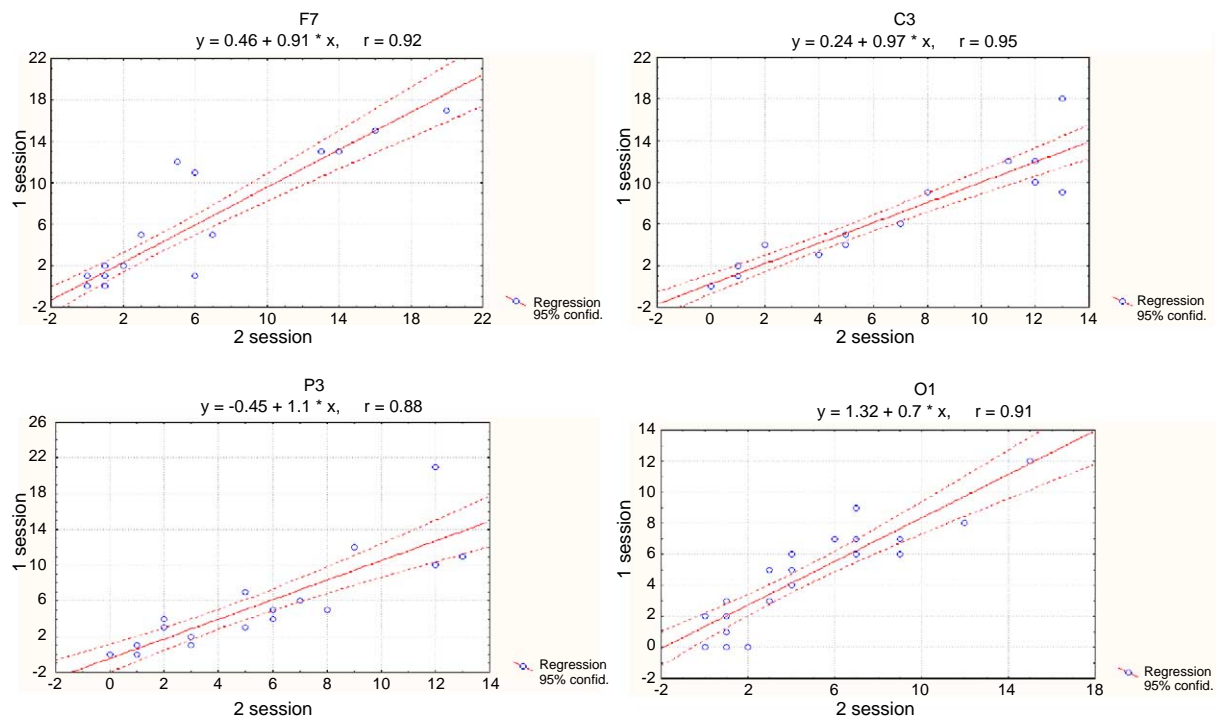 F7
y = 0.46 + 0.91 * x, r = 0.92
22
18
14
10
6
2
-2
1 session
-2 2 6 10 14 18 22
2 session
Regression
95% confid.
C3
y = 0.24 + 0.97 * x, r = 0.95
22
18
14
10
6
2
-2
1 session
-2 0 2 4 6 8 10 12 14
2 session
Regression
95% confid.
P3
y = -0.45 + 1.1 * x, r = 0.88
26
22
18
14
10
6
2
-2
1 session
-2 0 2 4 6 8 10 12 14
2 session
Regression
95% confid.
O1
y = 1.32 + 0.7 * x, r = 0.91
14
12
10
8
6
4
2
0
-2
1 session
-2 2 6 10 14 18
2 session
Regression
95% confid.